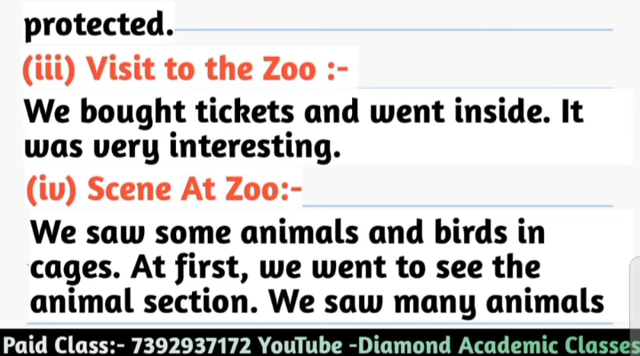 protected.
(iii) Visit to the Zoo :-
We bought tickets and went inside. It
was very interesting.
(iv) Scene At Zoo:-
We saw some animals and birds in
cages. At first, we went to see the
animal section. We saw many animals
Paid Class:- 7392937172 YouTube -Diamond Academic Classes